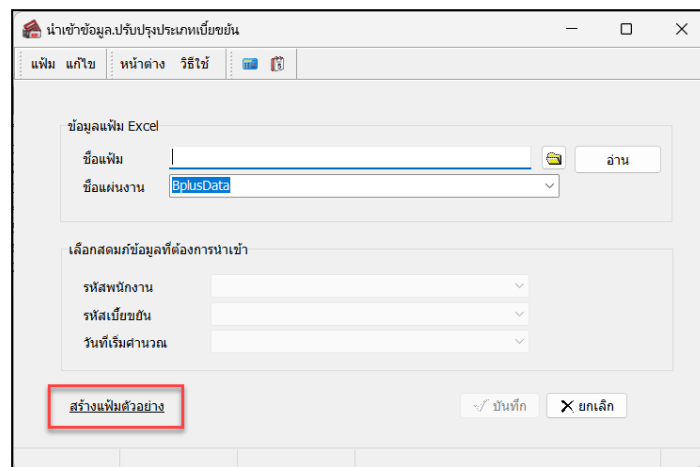 นำเข้าข้อมูล.ปรับปรุงประเภทเบี้ยขยัน
แฟ้ม แก้ไข หน้าต่าง วิธีใช้
ข้อมูลแฟ้ม Excel
ชื่อแฟ้ม อ่าน
ชื่อแผ่นงาน BplusData
เลือกสดมภ์ข้อมูลที่ต้องการนำเข้า
รหัสพนักงาน
รหัสเบี้ยขยัน
วันที่เริ่มคำนวณ
สร้างแฟ้มตัวอย่าง บันทึก ยกเลิก